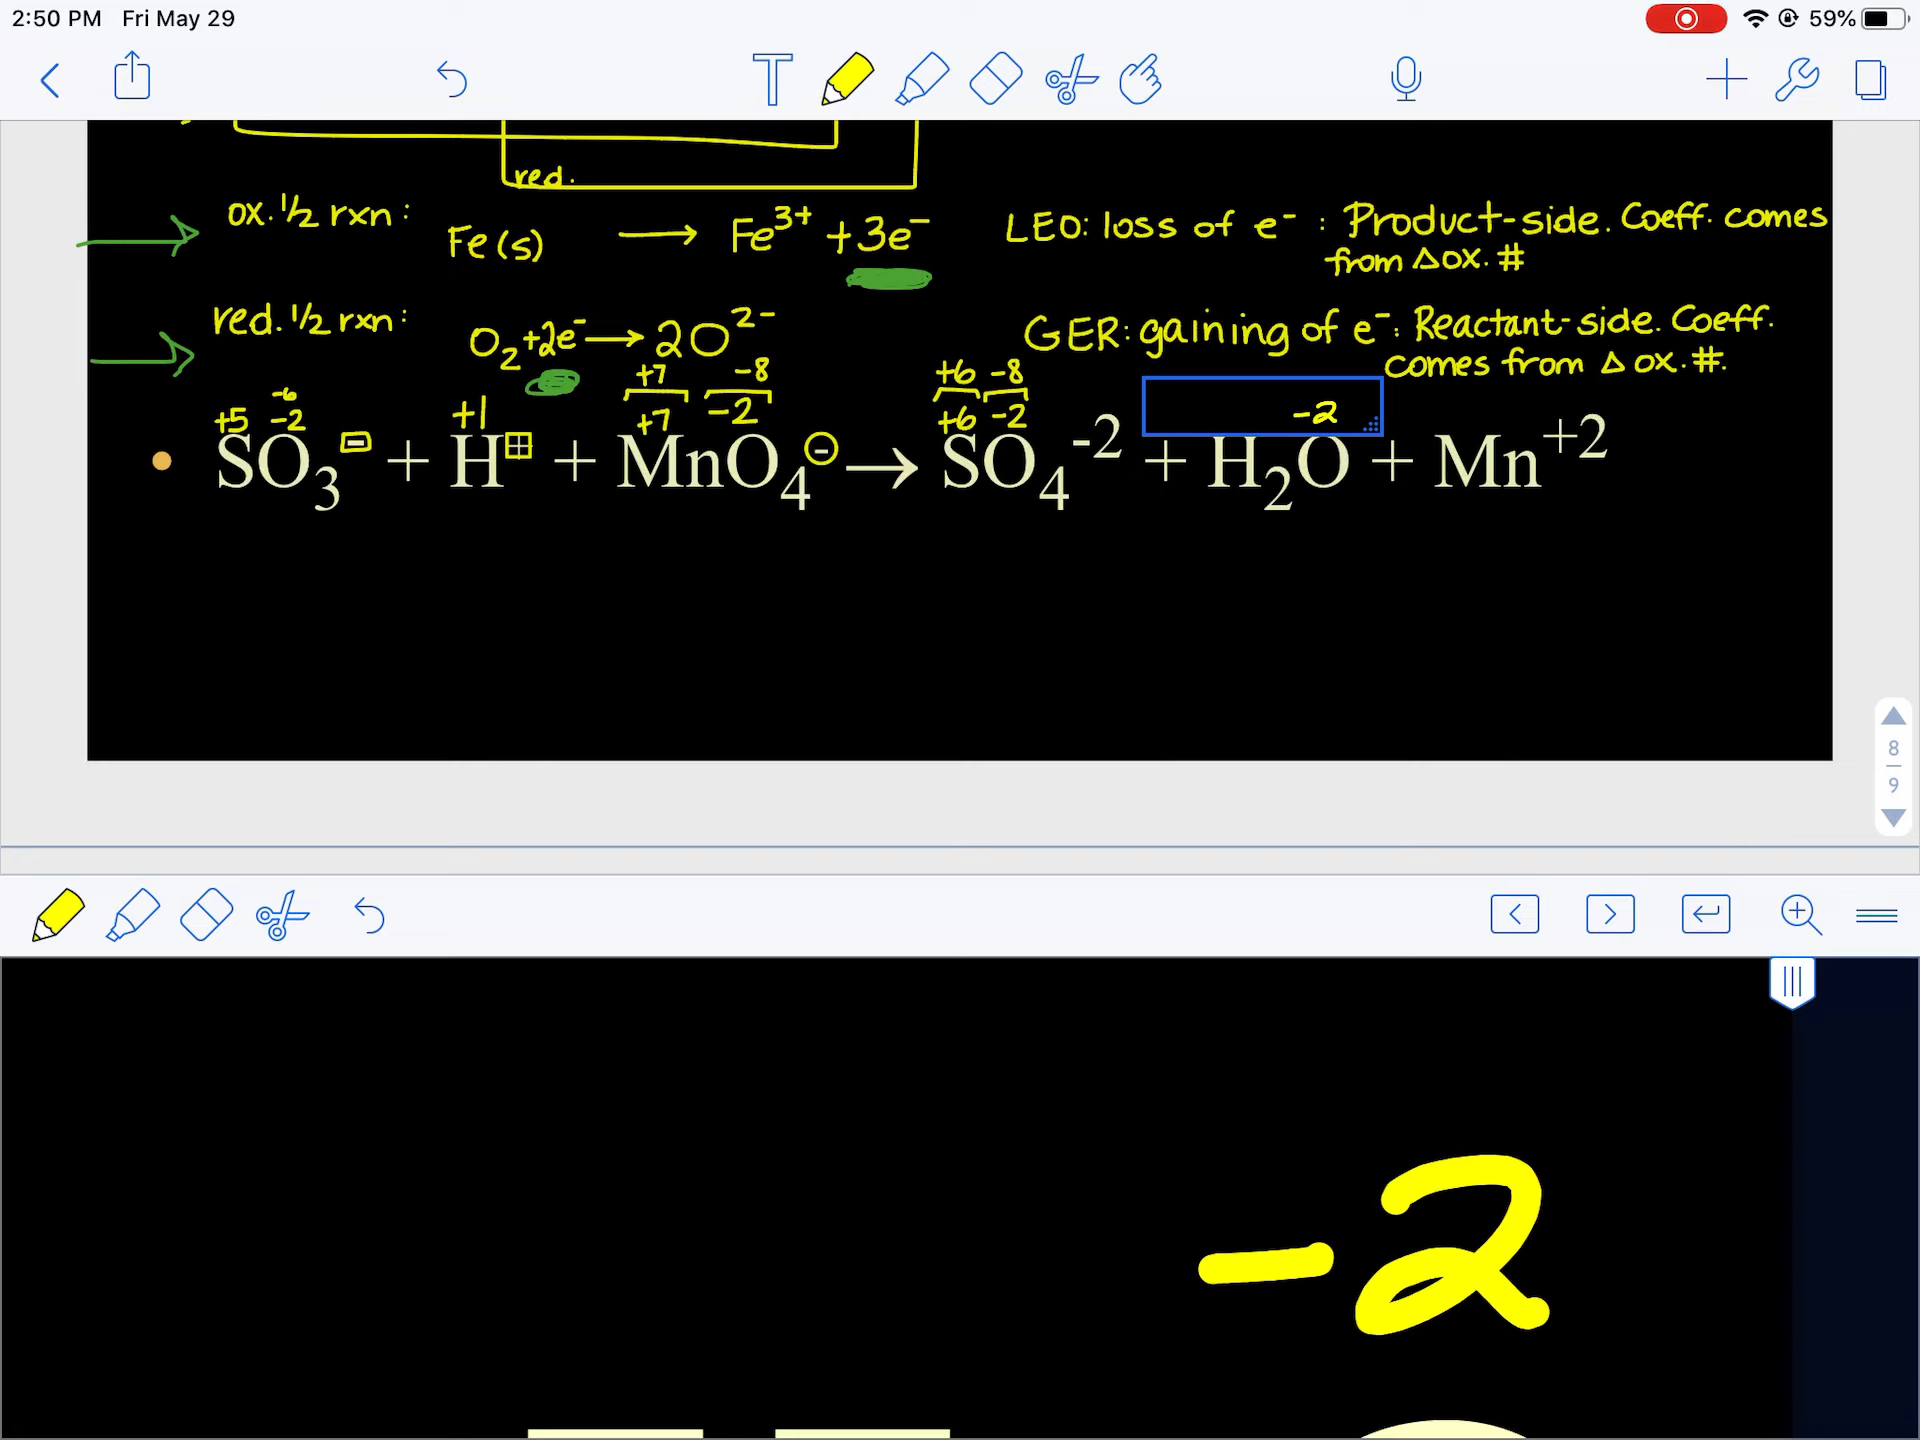 2:50 PM Fri May 29 59%
T
red.
ox. 1/2 rxn: Fe(s) → Fe³⁺ + 3e⁻ LEO: loss of e⁻ : Product-side. Coeff. comes
from Δox. #
red. 1/2 rxn: O₂ +2e⁻ → 2O²⁻ GER: gaining of e⁻: Reactant-side. Coeff.
comes from Δ ox. #.
-6 +7 -8 +6 -8
+5 -2 +1 +7 -2 +6 -2 -2
• SO₃⁻ + H⁺ + MnO₄⁻ → SO₄⁻² + H₂O + Mn⁺²
8
9
-2